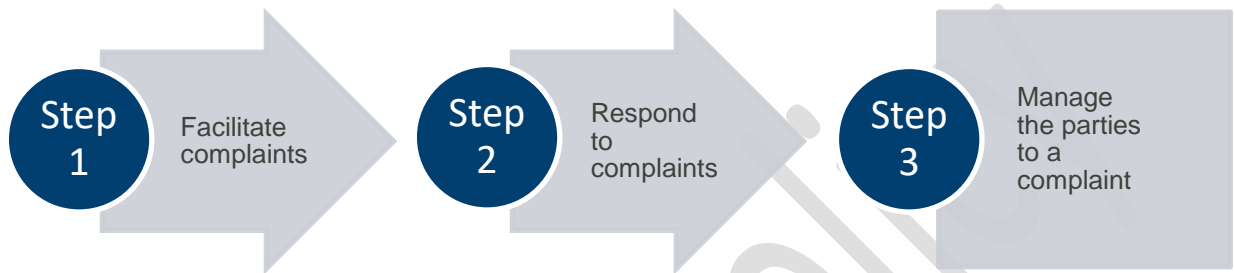 Step
1
Facilitate
complaints
Step
2
Respond
to
complaints
Step
3
Manage
the parties
to a
complaint